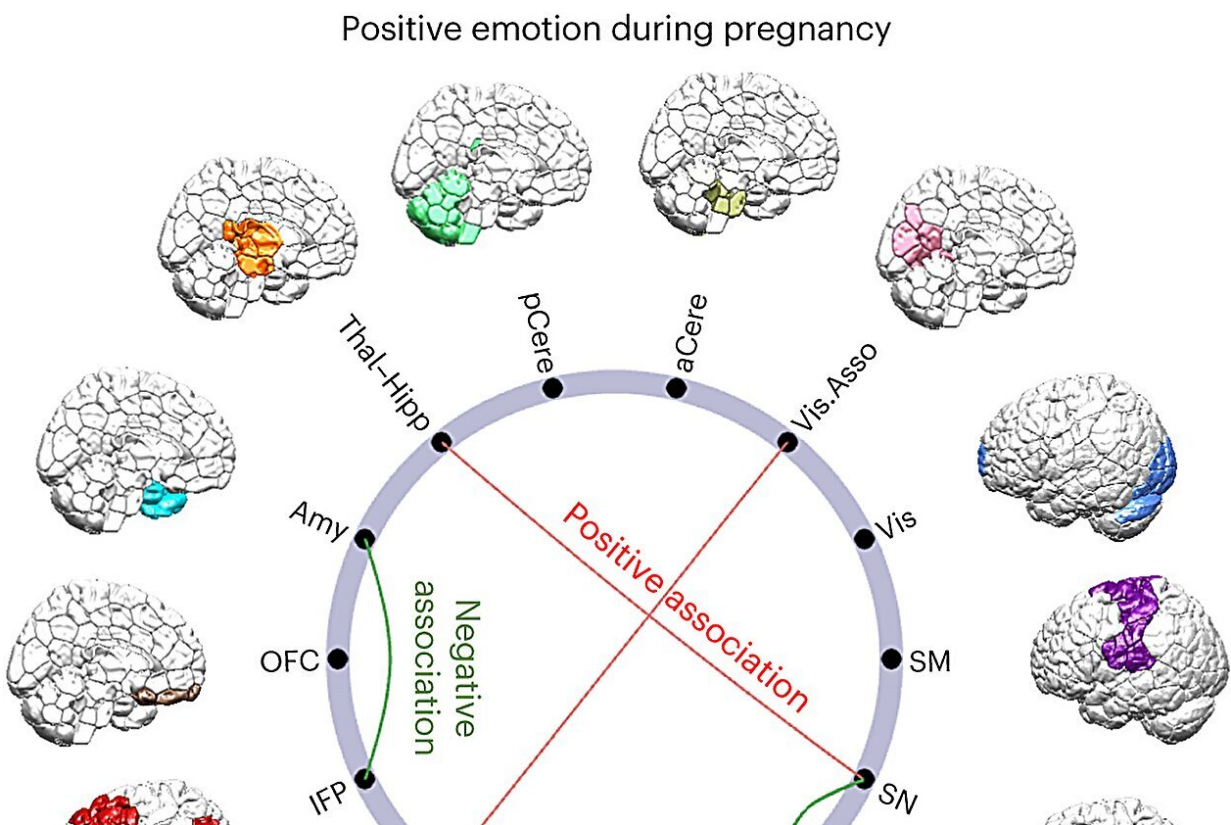 Positive emotion during pregnancy
pCere
aCere
Thal-Hipp
Vis.Asso
Amy
Vis
Positive association
Negative
association
OFC
SM
IFP
SN